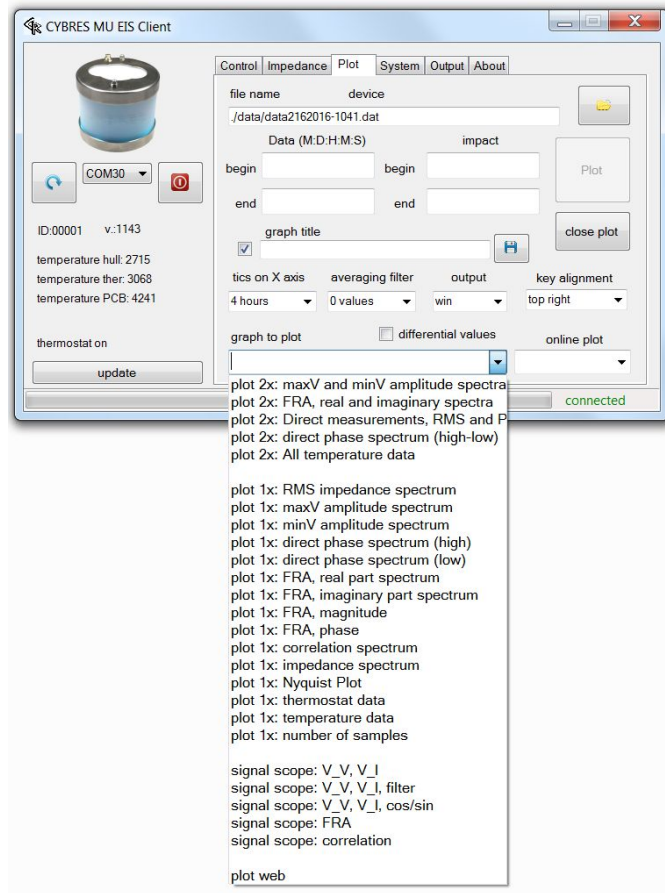 CYBRES MU EIS Client
Control Impedance Plot System Output About
file name device
./data/data2162016-1041.dat
Data (M:D:H:M:S) impact
begin begin Plot
COM30
end end
ID:00001 v.:1143
graph title close plot
temperature hull: 2715
temperature ther: 3068
temperature PCB: 4241
tics on X axis averaging filter output key alignment
4 hours 0 values win top right
thermostat on
graph to plot differential values online plot
update
connected
plot 2x: maxV and minV amplitude spectra
plot 2x: FRA, real and imaginary spectra
plot 2x: Direct measurements, RMS and P
plot 2x: direct phase spectrum (high-low)
plot 2x: All temperature data
plot 1x: RMS impedance spectrum
plot 1x: maxV amplitude spectrum
plot 1x: minV amplitude spectrum
plot 1x: direct phase spectrum (high)
plot 1x: direct phase spectrum (low)
plot 1x: FRA, real part spectrum
plot 1x: FRA, imaginary part spectrum
plot 1x: FRA, magnitude
plot 1x: FRA, phase
plot 1x: correlation spectrum
plot 1x: impedance spectrum
plot 1x: Nyquist Plot
plot 1x: thermostat data
plot 1x: temperature data
plot 1x: number of samples
signal scope: V_V, V_I
signal scope: V_V, V_I, filter
signal scope: V_V, V_I, cos/sin
signal scope: FRA
signal scope: correlation
plot web